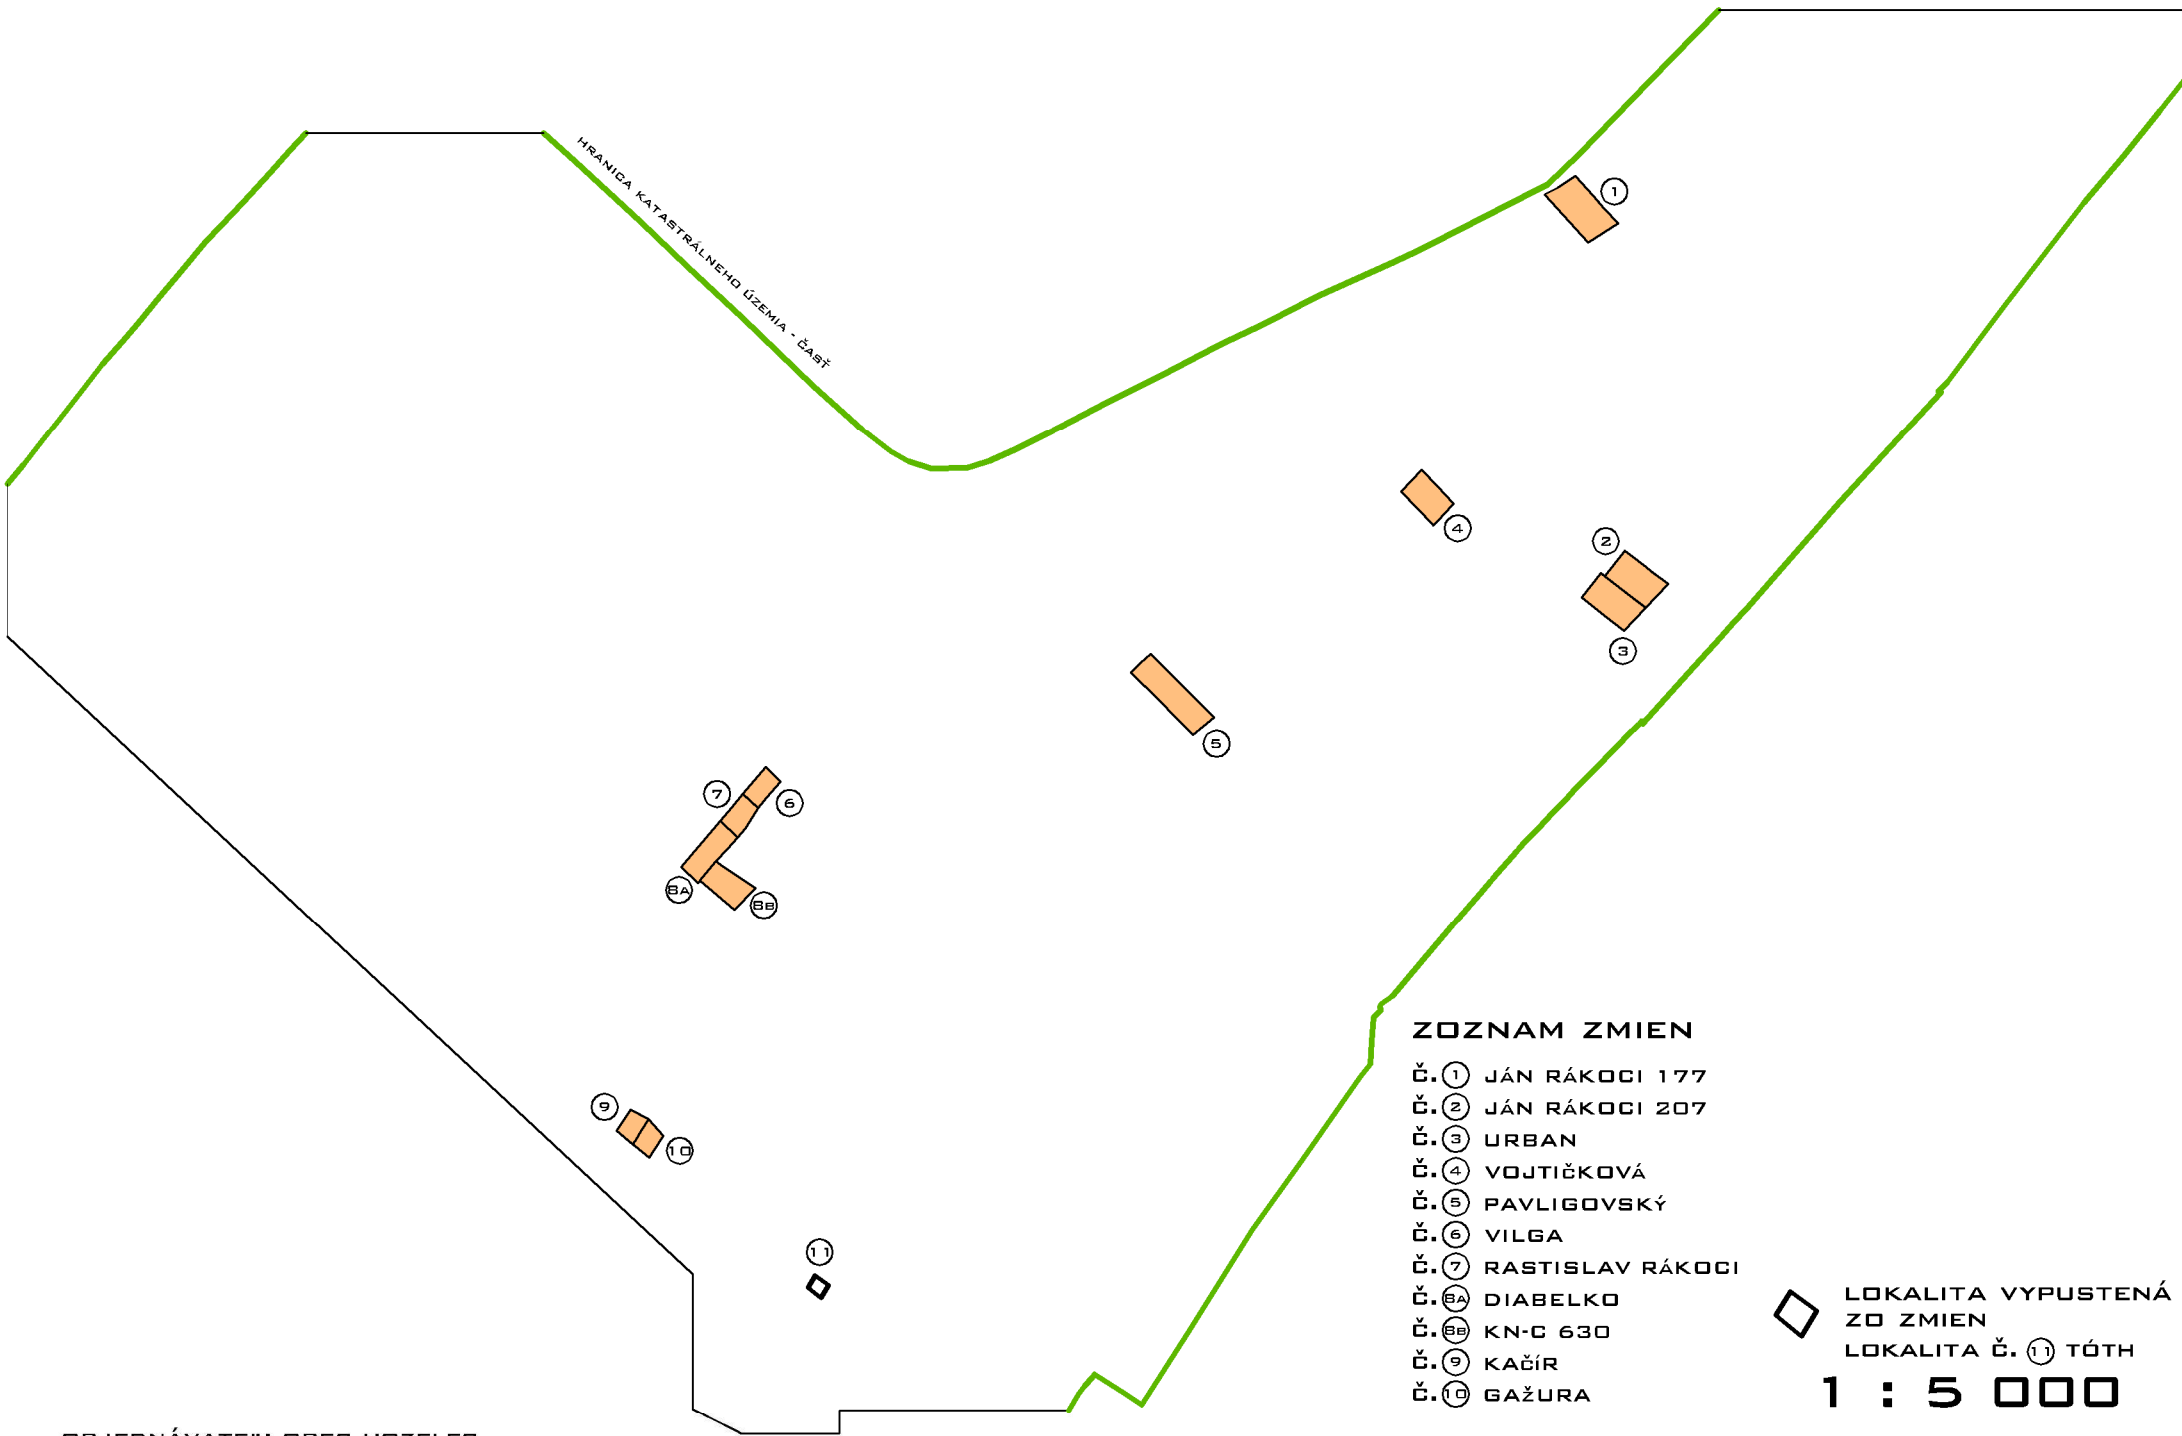 HRANICA KATASTRÁLNEHO ÚZEMIA - ČASŤ
1
4
2
3
5
7
6
8A
8B
9
10
11
ZOZNAM ZMIEN
Č. 1 JÁN RÁKOCI 177
Č. 2 JÁN RÁKOCI 207
Č. 3 URBAN
Č. 4 VOJTIČKOVÁ
Č. 5 PAVLIGOVSKÝ
Č. 6 VILGA
Č. 7 RASTISLAV RÁKOCI
Č. 8A DIABELKO
Č. 8B KN-C 630
Č. 9 KAČÍR
Č. 10 GAŽURA
LOKALITA VYPUSTENÁ
ZO ZMIEN
LOKALITA Č. 11 TÓTH
1 : 5 000